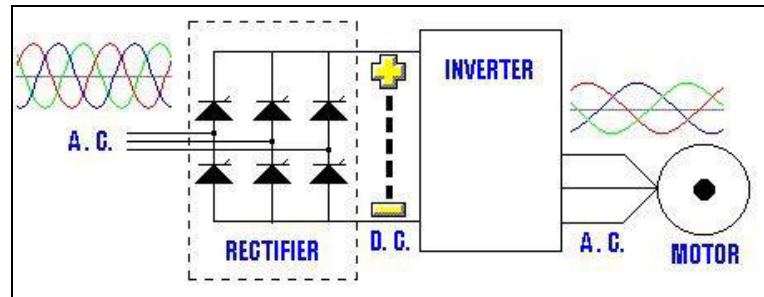 INVERTER
A. C.
RECTIFIER
D. C.
A. C.
MOTOR